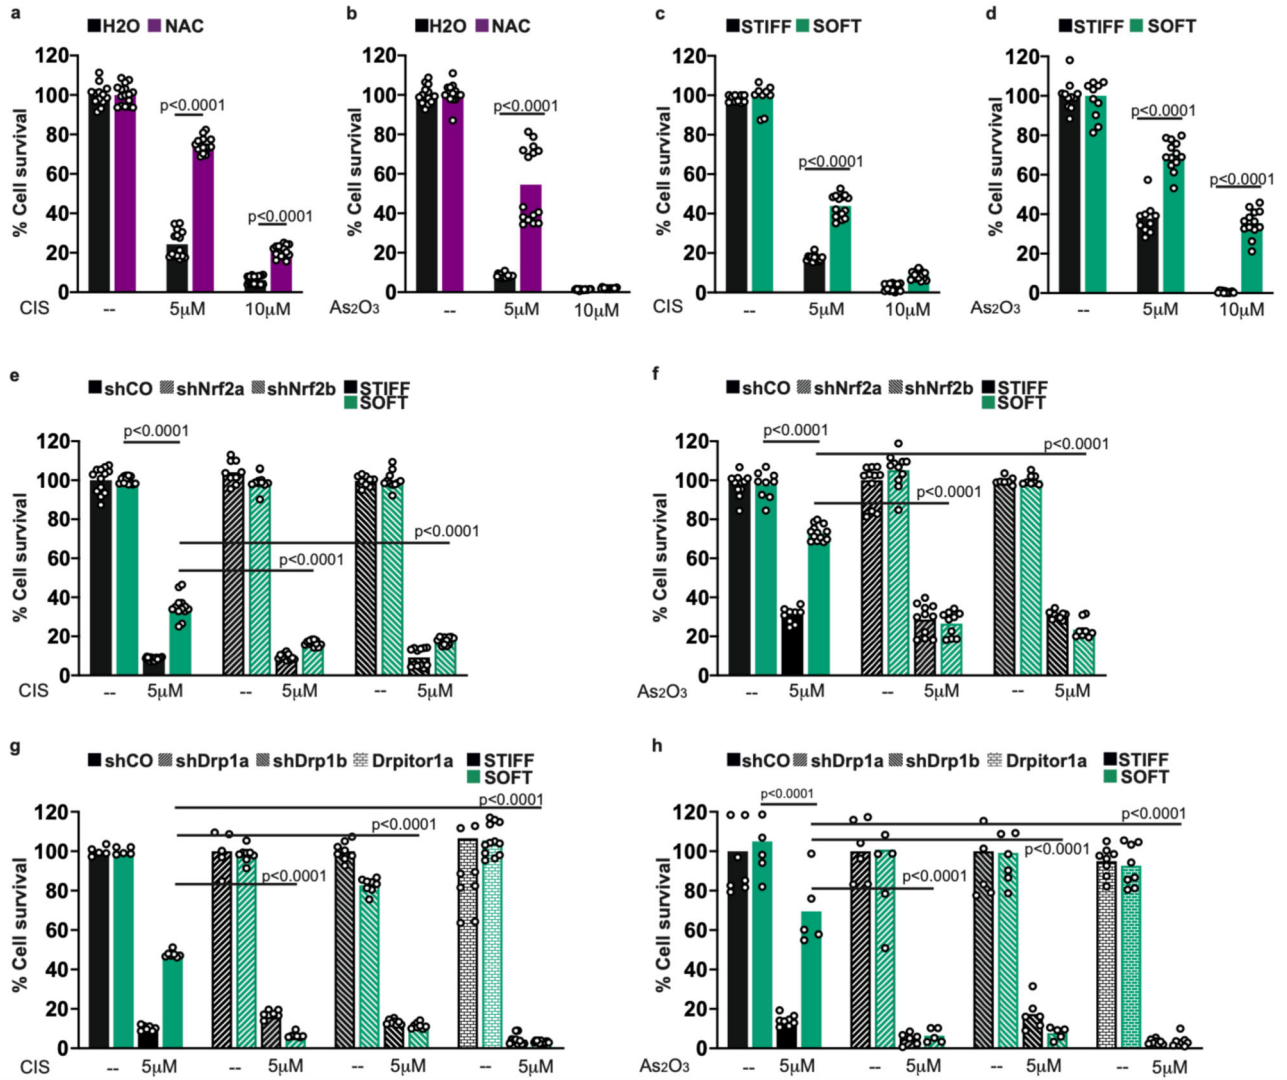 a
H2O NAC
% Cell survival
120
100
80
60
40
20
0
p<0.0001
p<0.0001
CIS -- 5μM 10μM
b
H2O NAC
% Cell survival
120
100
80
60
40
20
0
p<0.0001
As2O3 -- 5μM 10μM
c
STIFF SOFT
% Cell survival
120
100
80
60
40
20
0
p<0.0001
CIS -- 5μM 10μM
d
STIFF SOFT
% Cell survival
120
100
80
60
40
20
0
p<0.0001
p<0.0001
As2O3 -- 5μM 10μM
e
shCO shNrf2a shNrf2b STIFF
SOFT
% Cell survival
120
100
80
60
40
20
0
p<0.0001
p<0.0001
p<0.0001
CIS -- 5μM -- 5μM -- 5μM
f
shCO shNrf2a shNrf2b STIFF
SOFT
% Cell survival
120
100
80
60
40
20
0
p<0.0001
p<0.0001
p<0.0001
As2O3 -- 5μM -- 5μM -- 5μM
g
shCO shDrp1a shDrp1b Drpitor1a STIFF
SOFT
% Cell survival
120
100
80
60
40
20
0
p<0.0001
p<0.0001
p<0.0001
CIS -- 5μM -- 5μM -- 5μM -- 5μM
h
shCO shDrp1a shDrp1b Drpitor1a STIFF
SOFT
% Cell survival
120
100
80
60
40
20
0
p<0.0001
p<0.0001
p<0.0001
p<0.0001
As2O3 -- 5μM -- 5μM -- 5μM -- 5μM